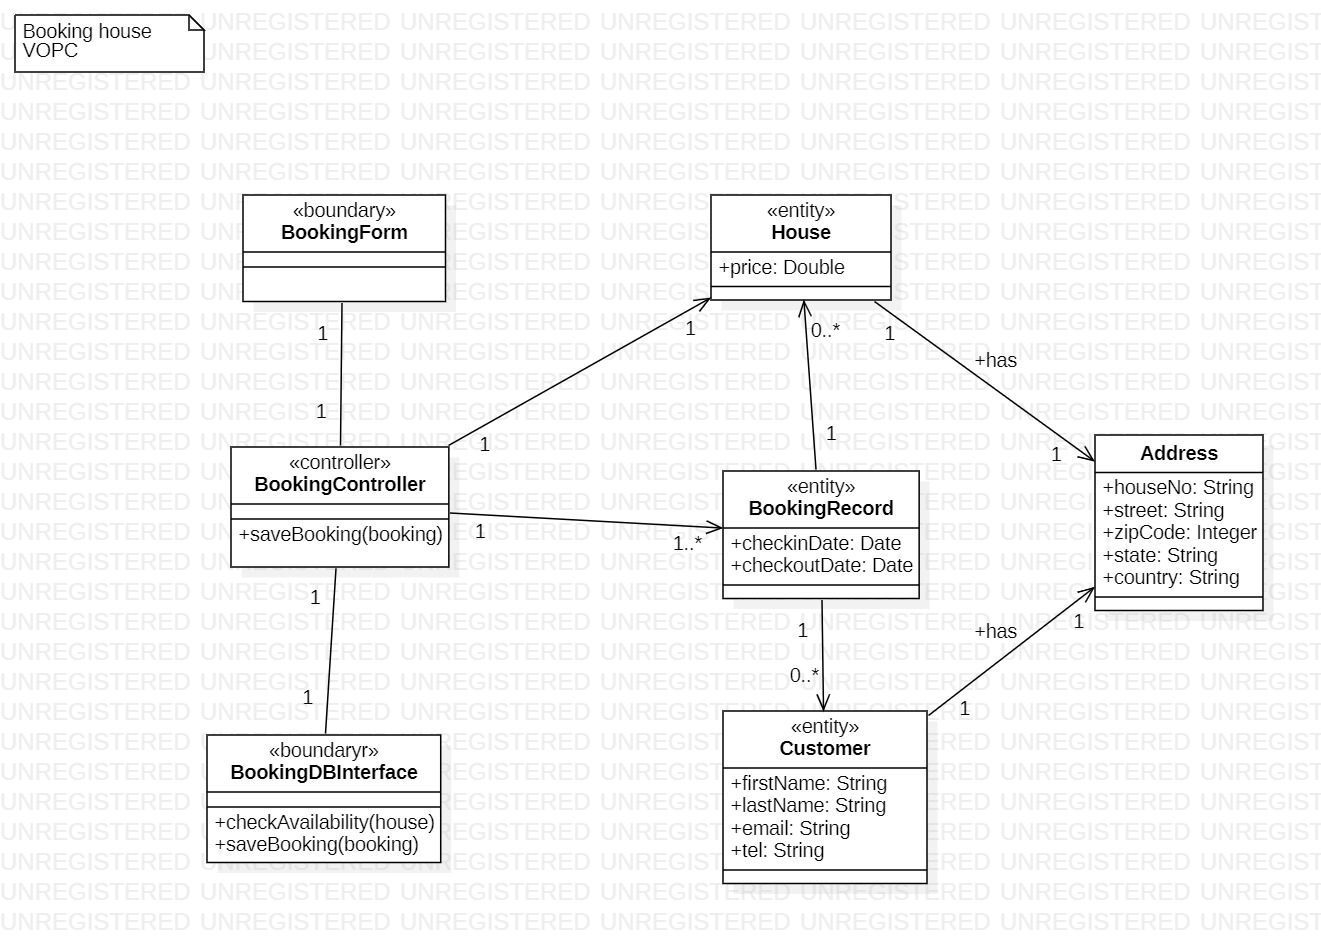 Booking house
VOPC
«boundary»
BookingForm
1
1
«controller»
BookingController
+saveBooking(booking)
1
1
«boundaryr»
BookingDBInterface
+checkAvailability(house)
+saveBooking(booking)
1
1
1
1..*
«entity»
House
+price: Double
0..*
1
«entity»
BookingRecord
+checkinDate: Date
+checkoutDate: Date
1
0..*
«entity»
Customer
+firstName: String
+lastName: String
+email: String
+tel: String
1
+has
1
Address
+houseNo: String
+street: String
+zipCode: Integer
+state: String
+country: String
1
+has
1
UNREGISTERED